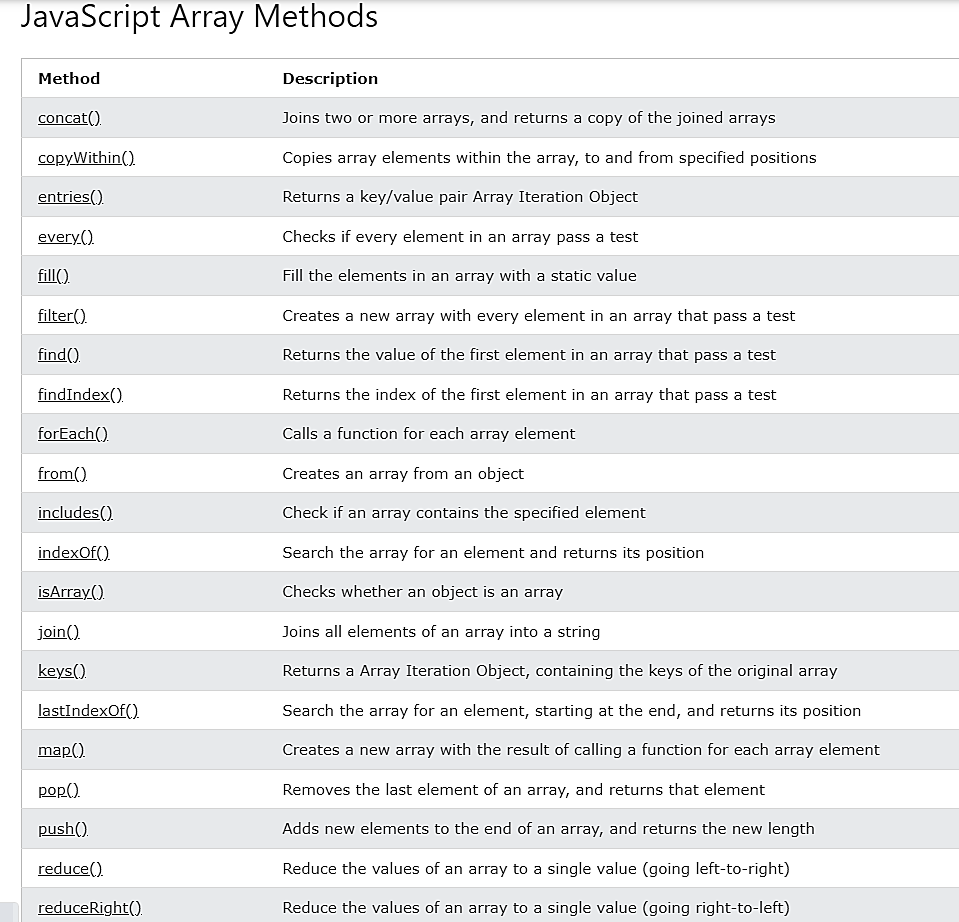 JavaScript Array Methods
Method Description
concat() Joins two or more arrays, and returns a copy of the joined arrays
copyWithin() Copies array elements within the array, to and from specified positions
entries() Returns a key/value pair Array Iteration Object
every() Checks if every element in an array pass a test
fill() Fill the elements in an array with a static value
filter() Creates a new array with every element in an array that pass a test
find() Returns the value of the first element in an array that pass a test
findIndex() Returns the index of the first element in an array that pass a test
forEach() Calls a function for each array element
from() Creates an array from an object
includes() Check if an array contains the specified element
indexOf() Search the array for an element and returns its position
isArray() Checks whether an object is an array
join() Joins all elements of an array into a string
keys() Returns a Array Iteration Object, containing the keys of the original array
lastIndexOf() Search the array for an element, starting at the end, and returns its position
map() Creates a new array with the result of calling a function for each array element
pop() Removes the last element of an array, and returns that element
push() Adds new elements to the end of an array, and returns the new length
reduce() Reduce the values of an array to a single value (going left-to-right)
reduceRight() Reduce the values of an array to a single value (going right-to-left)